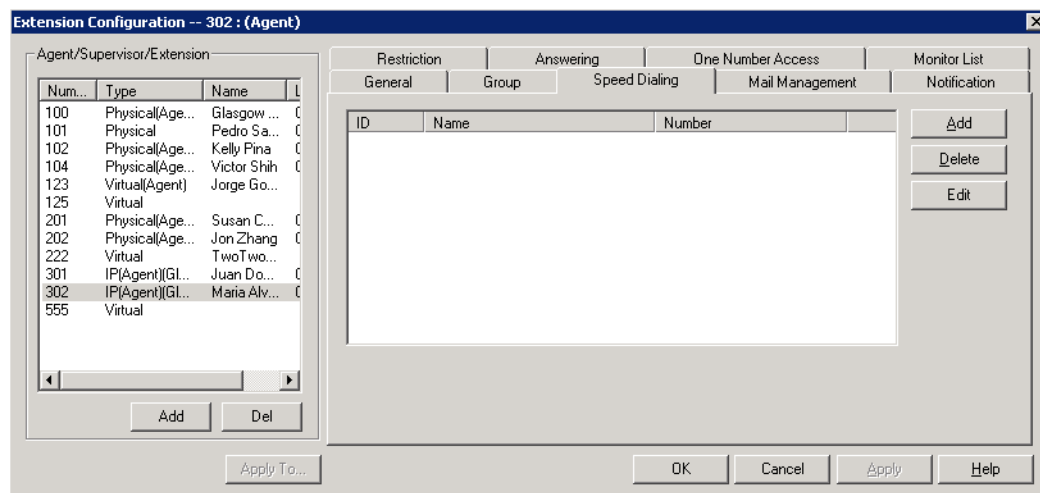 Extension Configuration -- 302 : (Agent)
Agent/Supervisor/Extension
Num... Type Name L
100 Physical(Age... Glasgow ...
101 Physical Pedro Sa...
102 Physical(Age... Kelly Pina
104 Physical(Age... Victor Shih
123 Virtual(Agent) Jorge Go...
125 Virtual
201 Physical(Age... Susan C...
202 Physical(Age... Jon Zhang
222 Virtual TwoTwo...
301 IP(Agent)(Gl... Juan Do...
302 IP(Agent)(Gl... Maria Alv...
555 Virtual
Add Del
Apply To...
Restriction Answering One Number Access Monitor List
General Group Speed Dialing Mail Management Notification
ID Name Number
Add
Delete
Edit
OK Cancel Apply Help